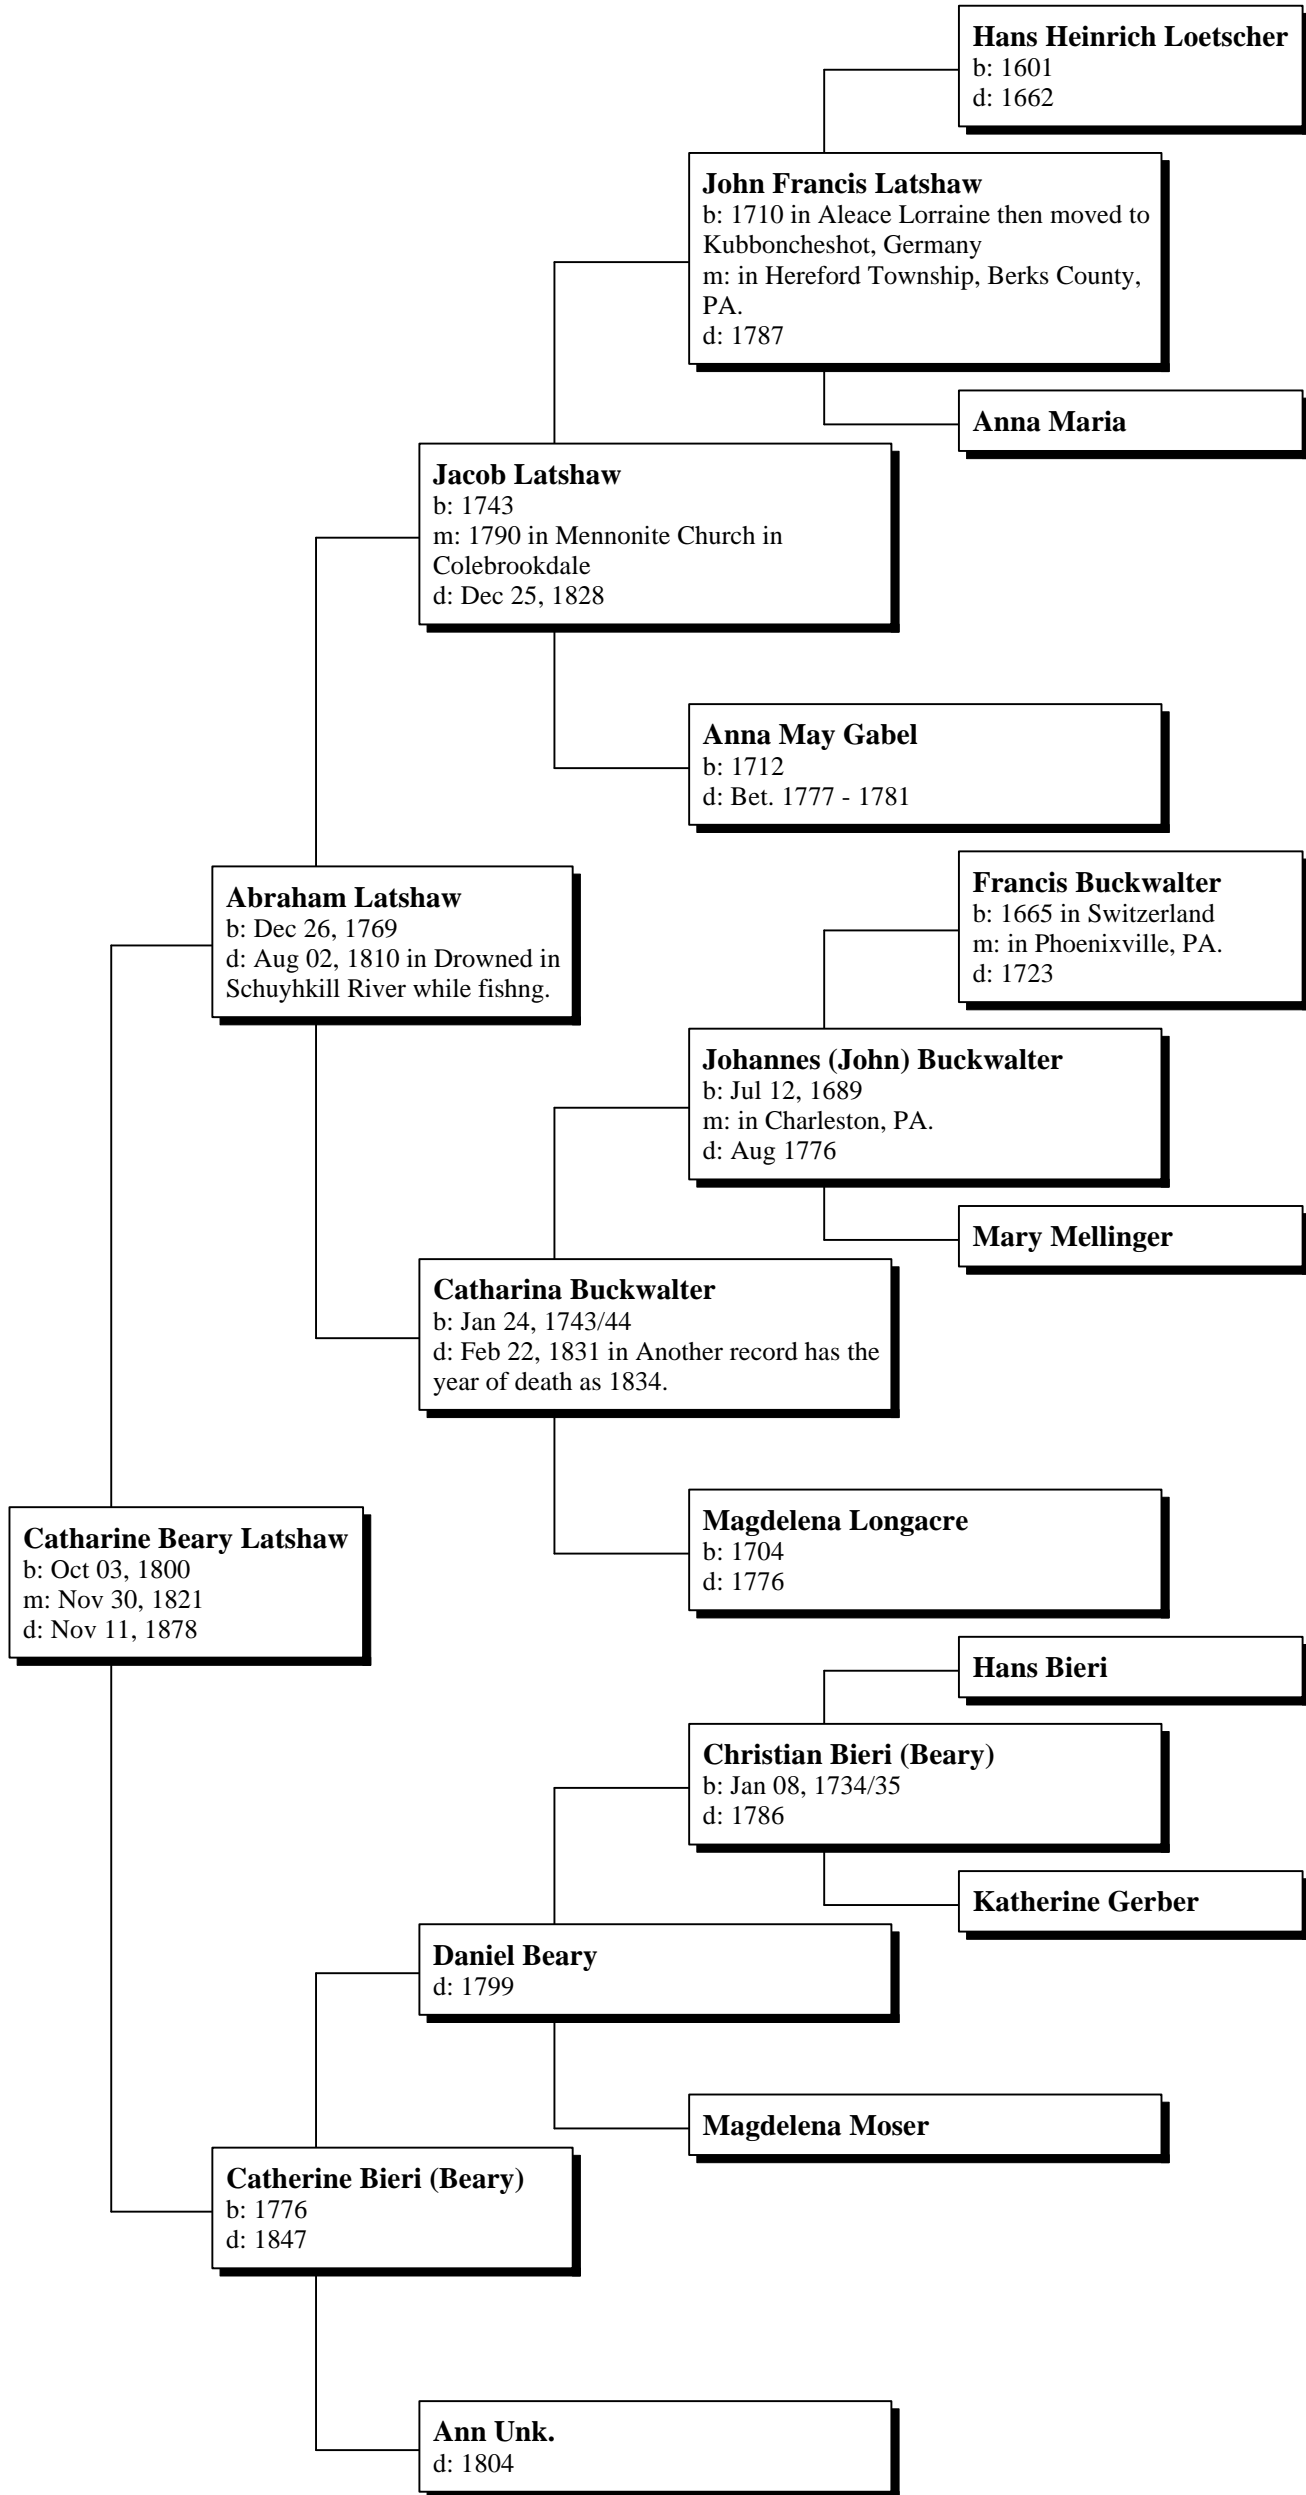 Hans Heinrich Loetscher
b: 1601
d: 1662
John Francis Latshaw
b: 1710 in Aleace Lorraine then moved to
Kubboncheshot, Germany
m: in Hereford Township, Berks County,
PA.
d: 1787
Anna Maria
Jacob Latshaw
b: 1743
m: 1790 in Mennonite Church in
Colebrookdale
d: Dec 25, 1828
Anna May Gabel
b: 1712
d: Bet. 1777 - 1781
Abraham Latshaw
b: Dec 26, 1769
d: Aug 02, 1810 in Drowned in
Schuyhkill River while fishng.
Francis Buckwalter
b: 1665 in Switzerland
m: in Phoenixville, PA.
d: 1723
Johannes (John) Buckwalter
b: Jul 12, 1689
m: in Charleston, PA.
d: Aug 1776
Mary Mellinger
Catharina Buckwalter
b: Jan 24, 1743/44
d: Feb 22, 1831 in Another record has the
year of death as 1834.
Magdelena Longacre
b: 1704
d: 1776
Catharine Beary Latshaw
b: Oct 03, 1800
m: Nov 30, 1821
d: Nov 11, 1878
Hans Bieri
Christian Bieri (Beary)
b: Jan 08, 1734/35
d: 1786
Katherine Gerber
Daniel Beary
d: 1799
Magdelena Moser
Catherine Bieri (Beary)
b: 1776
d: 1847
Ann Unk.
d: 1804